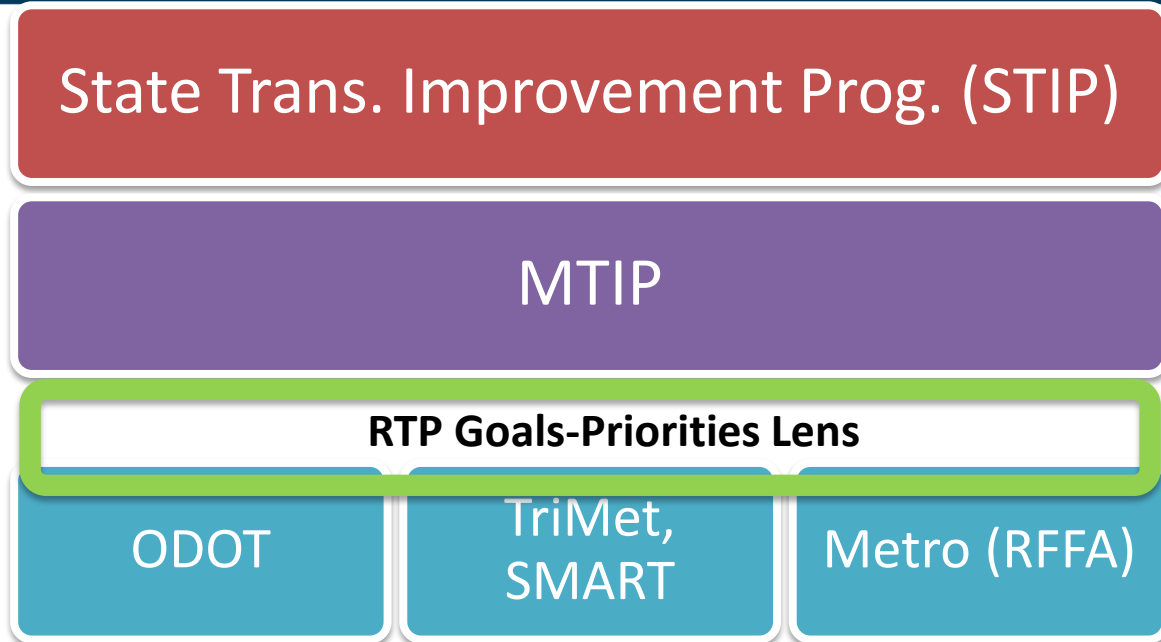 State Trans. Improvement Prog. (STIP)
MTIP
RTP Goals-Priorities Lens
ODOT
TriMet,
SMART
Metro (RFFA)